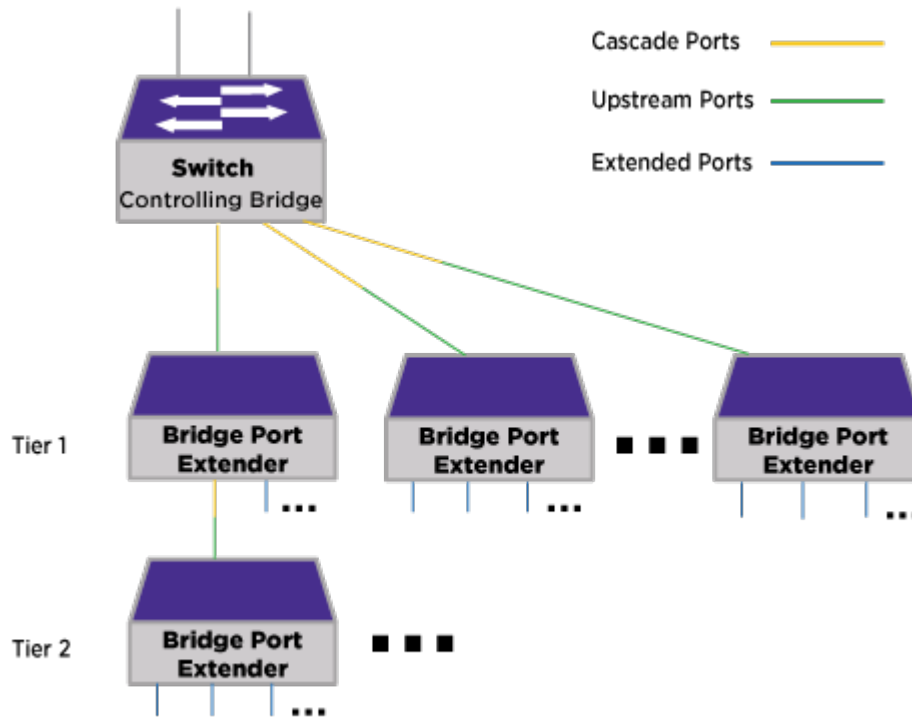 Cascade Ports
Upstream Ports
Extended Ports
Switch
Controlling Bridge
Tier 1
Bridge Port
Extender
...
Bridge Port
Extender
...
Bridge Port
Extender
...
Tier 2
Bridge Port
Extender
...